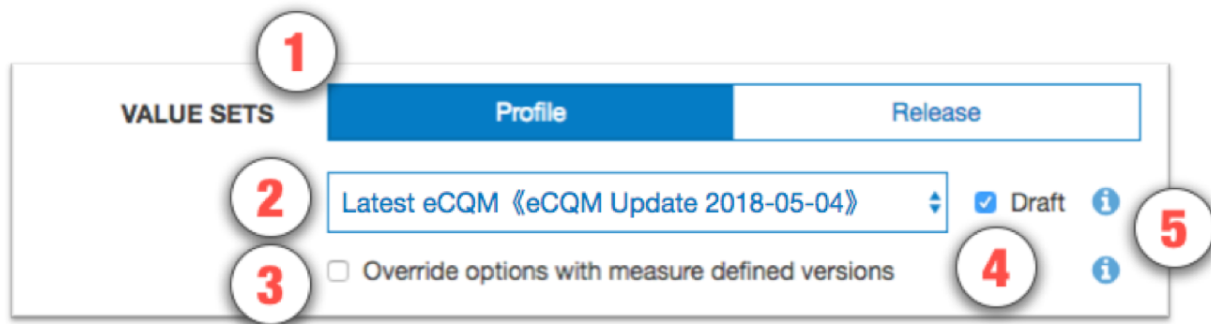 1
VALUE SETS Profile Release
2 Latest eCQM 《eCQM Update 2018-05-04》 Draft i 5
3 Override options with measure defined versions 4 i